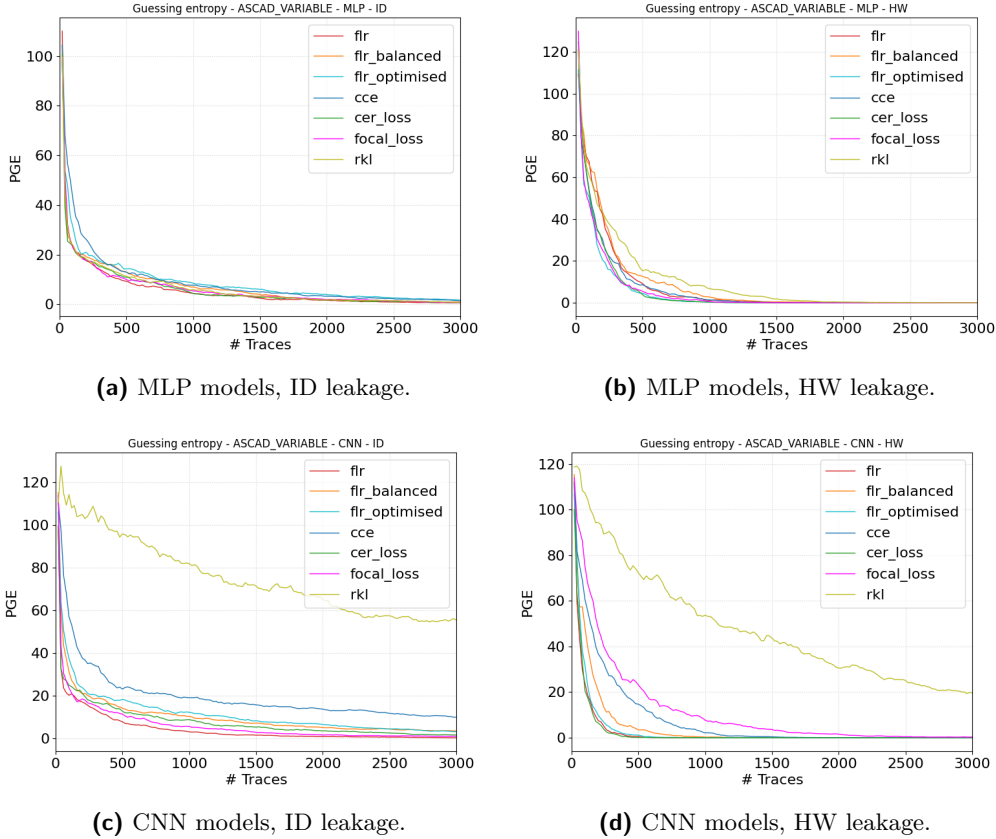 Guessing entropy - ASCAD_VARIABLE - MLP - ID
PGE
100
80
60
40
20
0
flr
flr_balanced
flr_optimised
cce
cer_loss
focal_loss
rkl
0 500 1000 1500 2000 2500 3000
# Traces
(a) MLP models, ID leakage.
Guessing entropy - ASCAD_VARIABLE - MLP - HW
PGE
120
100
80
60
40
20
0
flr
flr_balanced
flr_optimised
cce
cer_loss
focal_loss
rkl
0 500 1000 1500 2000 2500 3000
# Traces
(b) MLP models, HW leakage.
Guessing entropy - ASCAD_VARIABLE - CNN - ID
PGE
120
100
80
60
40
20
0
flr
flr_balanced
flr_optimised
cce
cer_loss
focal_loss
rkl
0 500 1000 1500 2000 2500 3000
# Traces
(c) CNN models, ID leakage.
Guessing entropy - ASCAD_VARIABLE - CNN - HW
PGE
120
100
80
60
40
20
0
flr
flr_balanced
flr_optimised
cce
cer_loss
focal_loss
rkl
0 500 1000 1500 2000 2500 3000
# Traces
(d) CNN models, HW leakage.